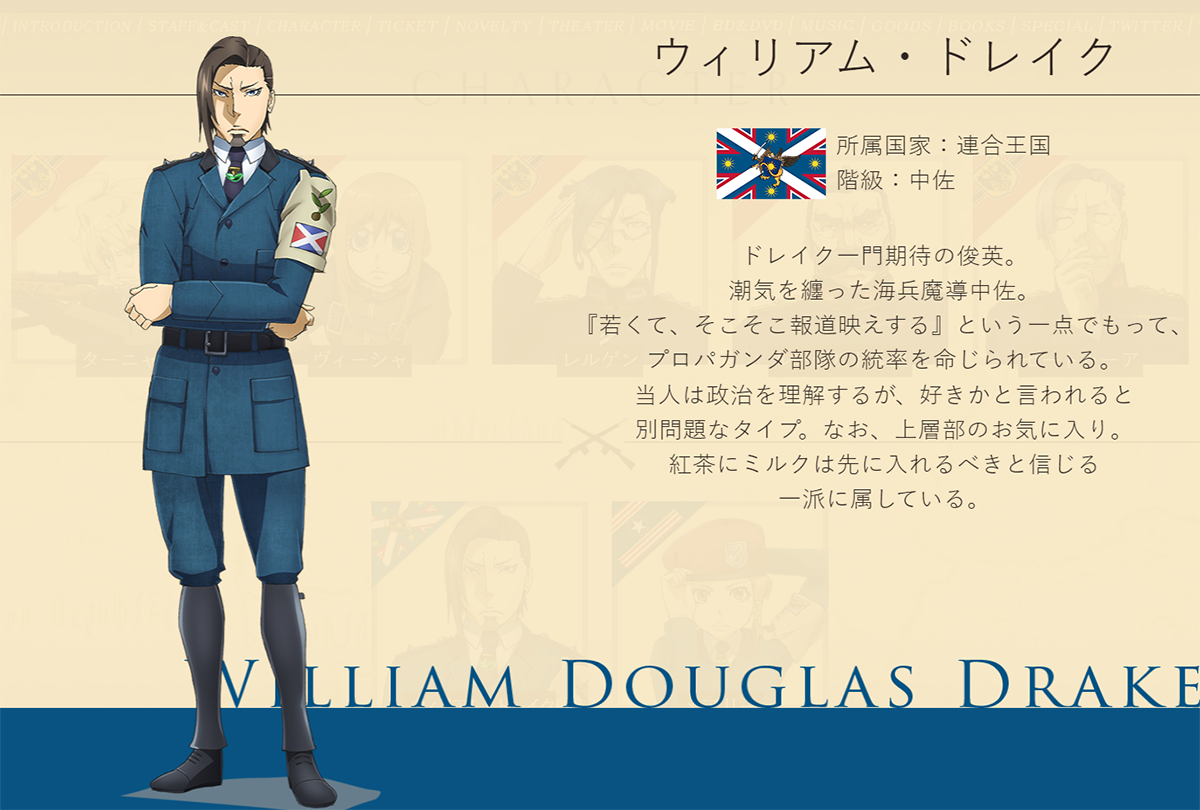 INTRODUCTION / STAFF&CAST / CHARACTER / TICKET / NOVELTY / THEATER / MOVIE / BD&DVD / MUSIC / GOODS / BOOKS / SPECIAL / TWITTER /
ウィリアム・ドレイク
CHARACTER
所属国家：連合王国
階級：中佐
ドレイク一門期待の俊英。
潮気を纏った海兵魔導中佐。
『若くて、そこそこ報道映えする』という一点でもって、
プロパガンダ部隊の統率を命じられている。
当人は政治を理解するが、好きかと言われると
別問題なタイプ。なお、上層部のお気に入り。
紅茶にミルクは先に入れるべきと信じる
一派に属している。
ターニャ
ヴィーシャ
レルゲン
WILLIAM DOUGLAS DRAKE